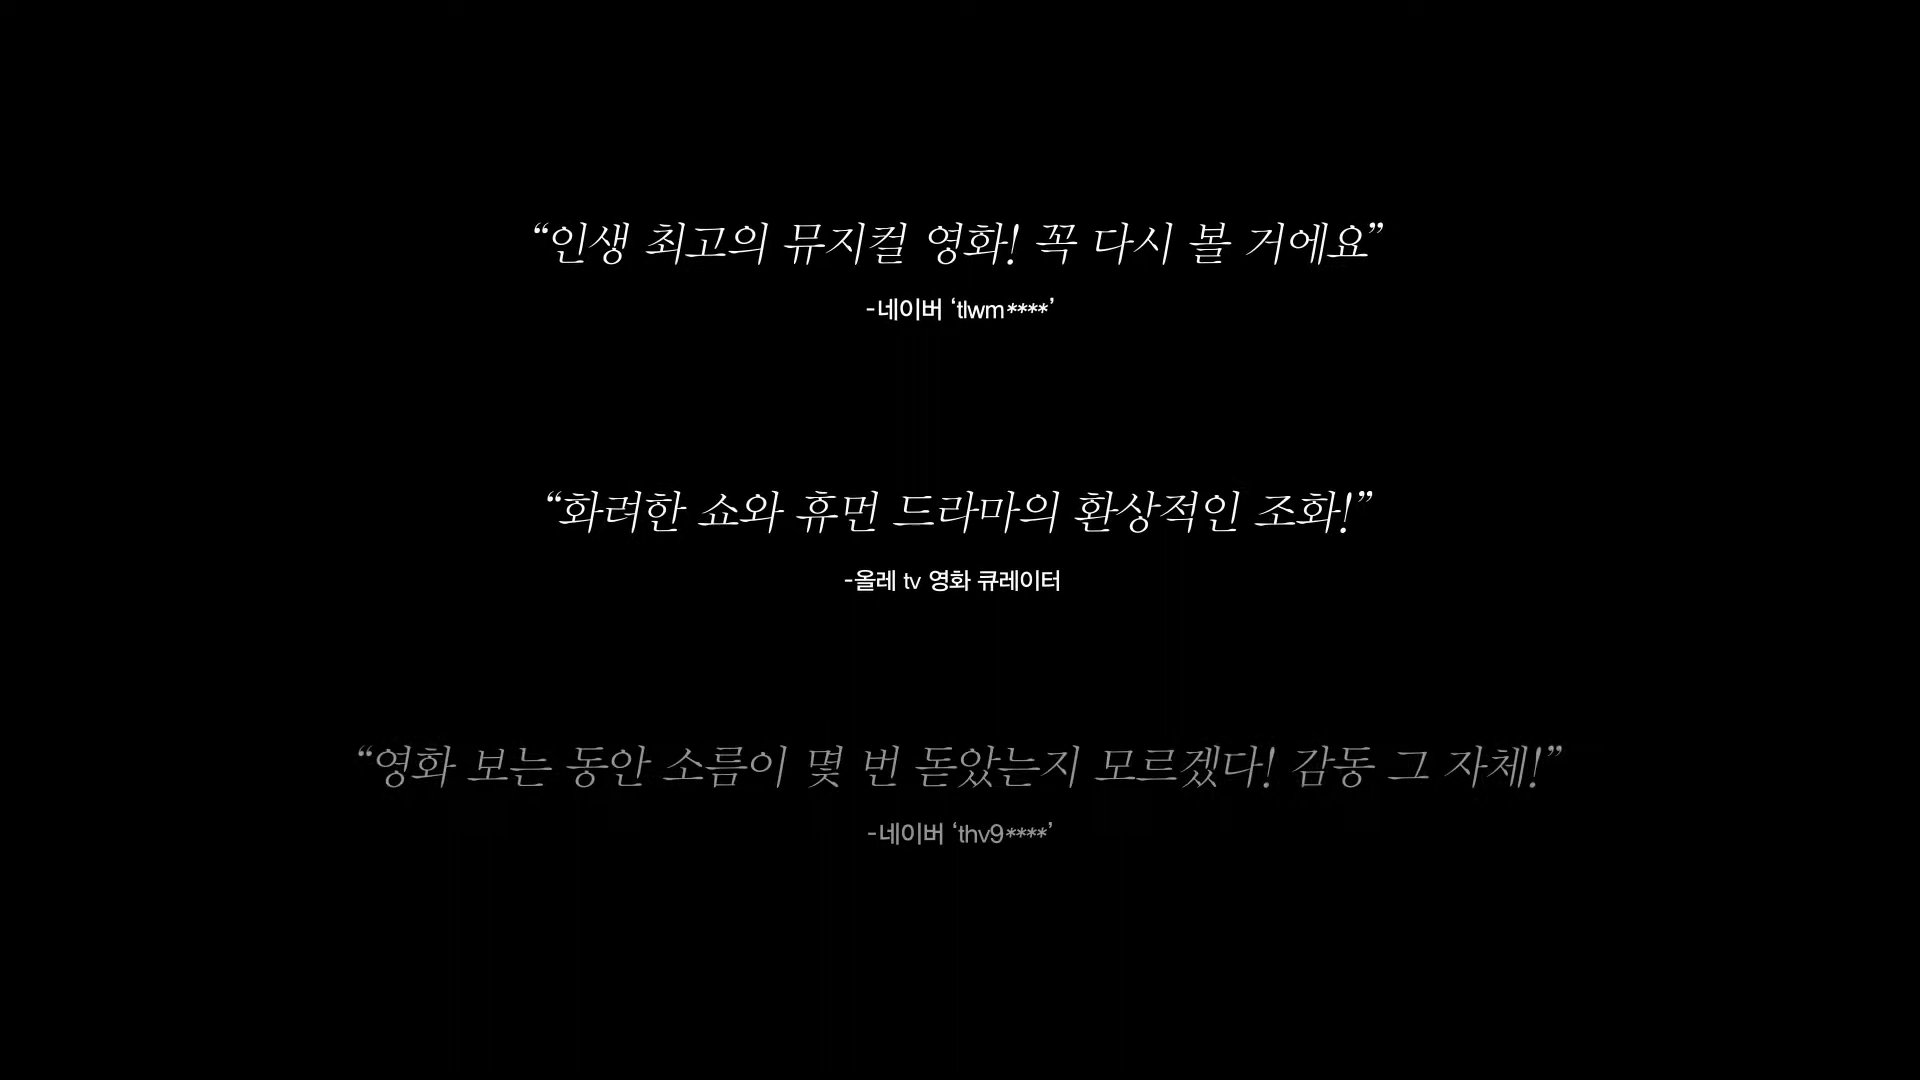 “인생 최고의 뮤지컬 영화! 꼭 다시 볼 거에요”
-네이버 ‘tlwm****’
“화려한 쇼와 휴먼 드라마의 환상적인 조화!”
-올레 tv 영화 큐레이터
“영화 보는 동안 소름이 몇 번 돋았는지 모르겠다! 감동 그 자체!”
-네이버 ‘thv9****’